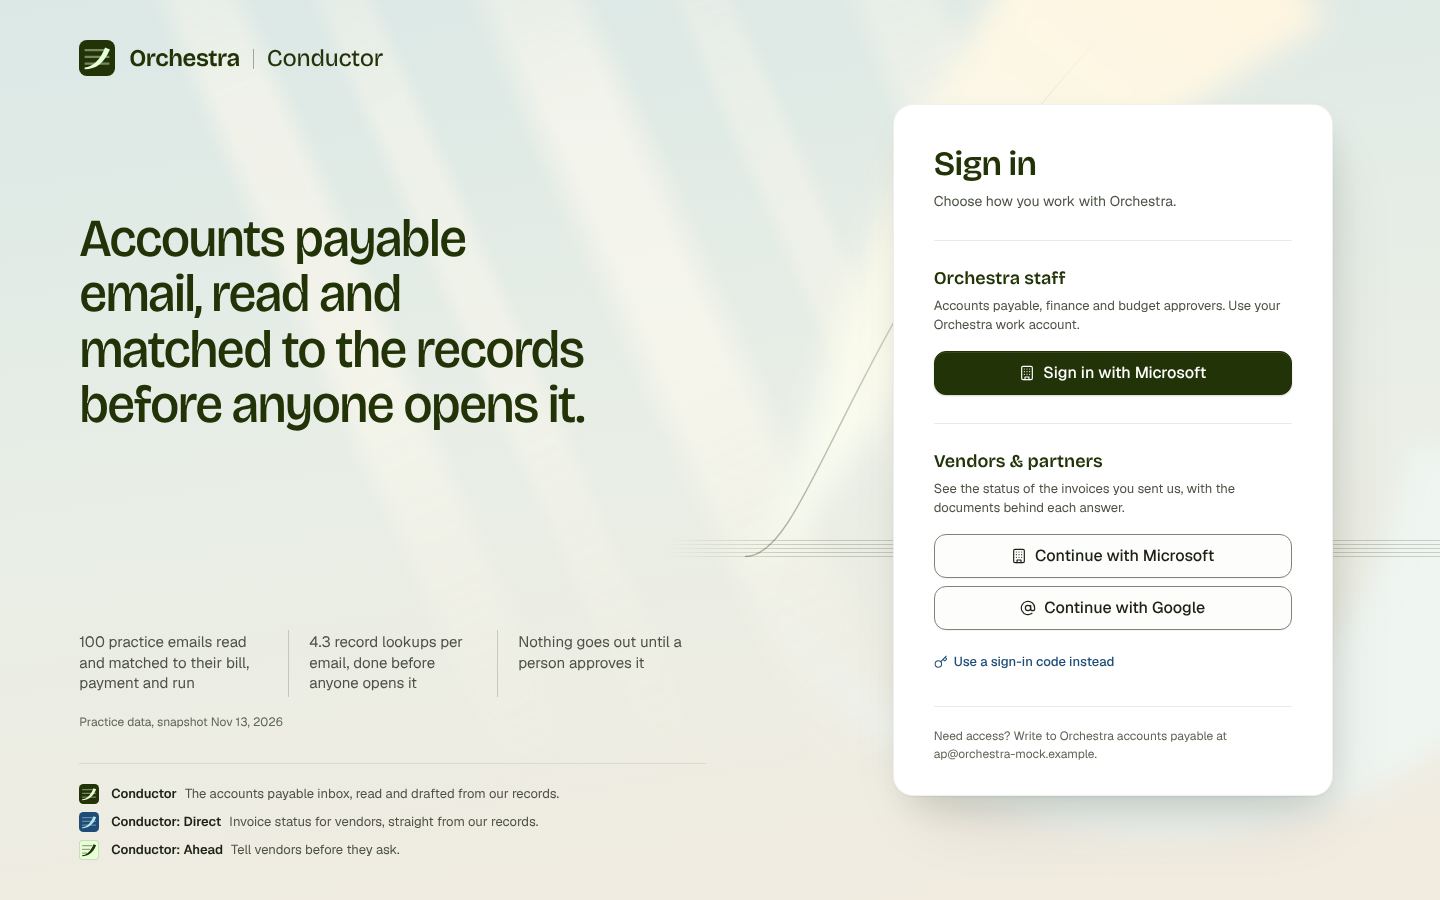 Orchestra | Conductor
Accounts payable
email, read and
matched to the records
before anyone opens it.
100 practice emails read
and matched to their bill,
payment and run
4.3 record lookups per
email, done before
anyone opens it
Nothing goes out until a
person approves it
Practice data, snapshot Nov 13, 2026
Conductor The accounts payable inbox, read and drafted from our records.
Conductor: Direct Invoice status for vendors, straight from our records.
Conductor: Ahead Tell vendors before they ask.
Sign in
Choose how you work with Orchestra.
Orchestra staff
Accounts payable, finance and budget approvers. Use your
Orchestra work account.
Sign in with Microsoft
Vendors & partners
See the status of the invoices you sent us, with the
documents behind each answer.
Continue with Microsoft
Continue with Google
Use a sign-in code instead
Need access? Write to Orchestra accounts payable at
ap@orchestra-mock.example.